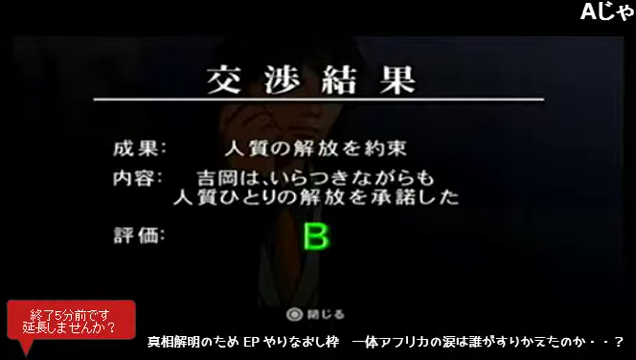 Aじゃ
交渉結果
成果: 人質の解放を約束
内容: 吉岡は、いらつきながらも
人質ひとりの解放を承諾した
評価: B
閉じる
終了5分前です
延長しませんか?
真相解明のため EP やりなおし枠 一体アフリカの涙は誰がすりかえたのか・・?